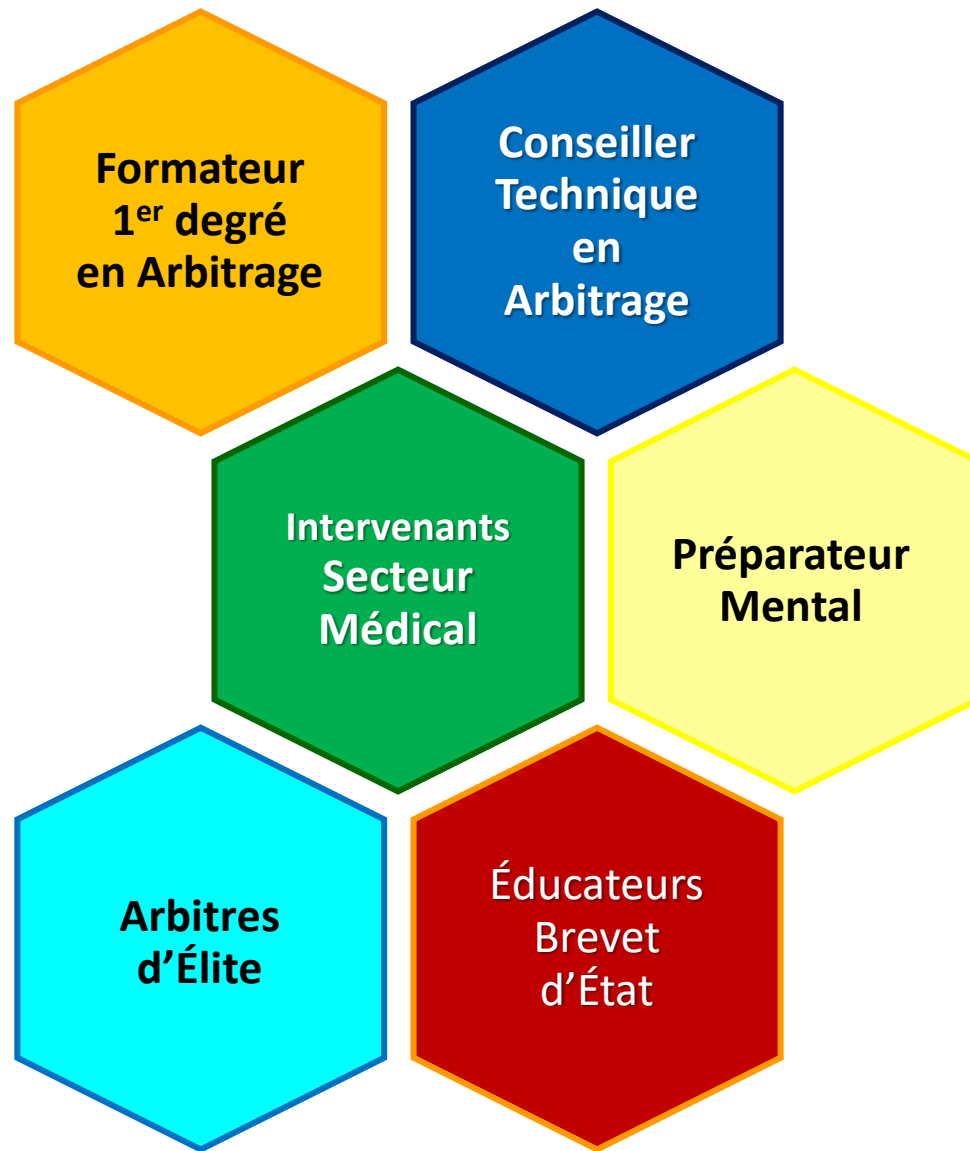 Formateur
1er degré
en Arbitrage
Conseiller
Technique
en
Arbitrage
Intervenants
Secteur
Médical
Préparateur
Mental
Arbitres
d’Élite
Éducateurs
Brevet
d’État